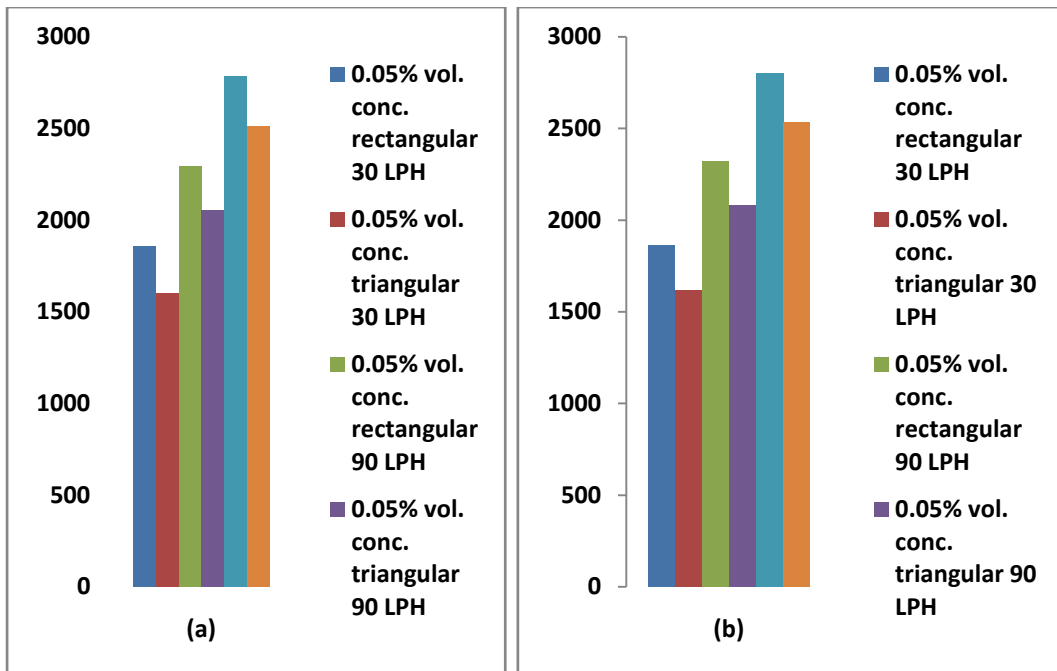 3000
2500
2000
1500
1000
500
0
0.05% vol.
conc.
rectangular
30 LPH
0.05% vol.
conc.
triangular
30 LPH
0.05% vol.
conc.
rectangular
90 LPH
0.05% vol.
conc.
triangular
90 LPH
(a)
3000
2500
2000
1500
1000
500
0
0.05% vol.
conc.
rectangular
30 LPH
0.05% vol.
conc.
triangular 30
LPH
0.05% vol.
conc.
rectangular
90 LPH
0.05% vol.
conc.
triangular 90
LPH
(b)